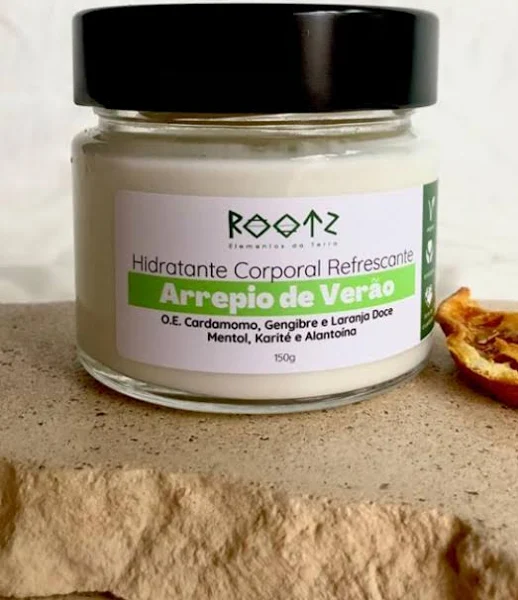 ROOTZ
Elementos da Terra
Hidratante Corporal Refrescante
Arrepio de Verão
O.E. Cardamomo, Gengibre e Laranja Doce
Mentol, Karité e Alantoína
150g